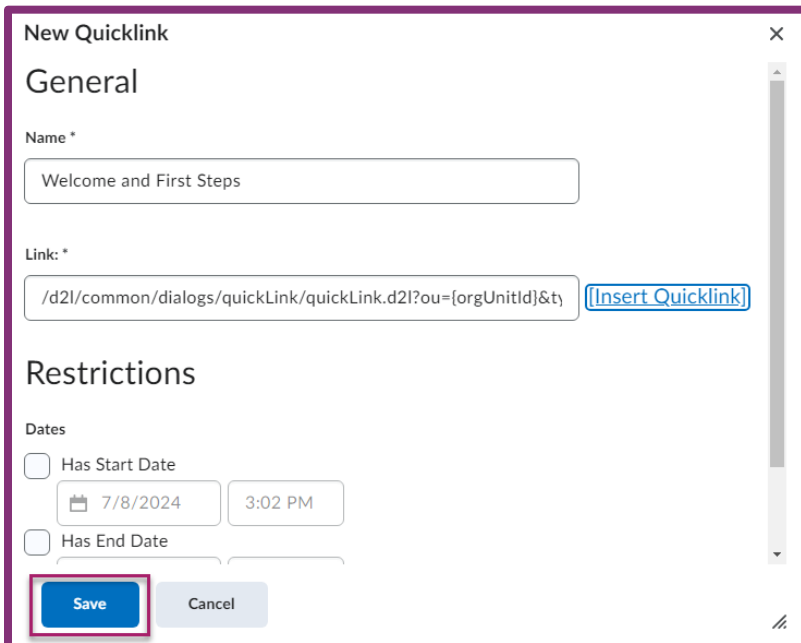 New Quicklink
General
Name *
Welcome and First Steps
Link: *
/d2l/common/dialogs/quickLink/quickLink.d2l?ou={orgUnitId}&ty [Insert Quicklink]
Restrictions
Dates
Has Start Date
7/8/2024 3:02 PM
Has End Date
Save Cancel